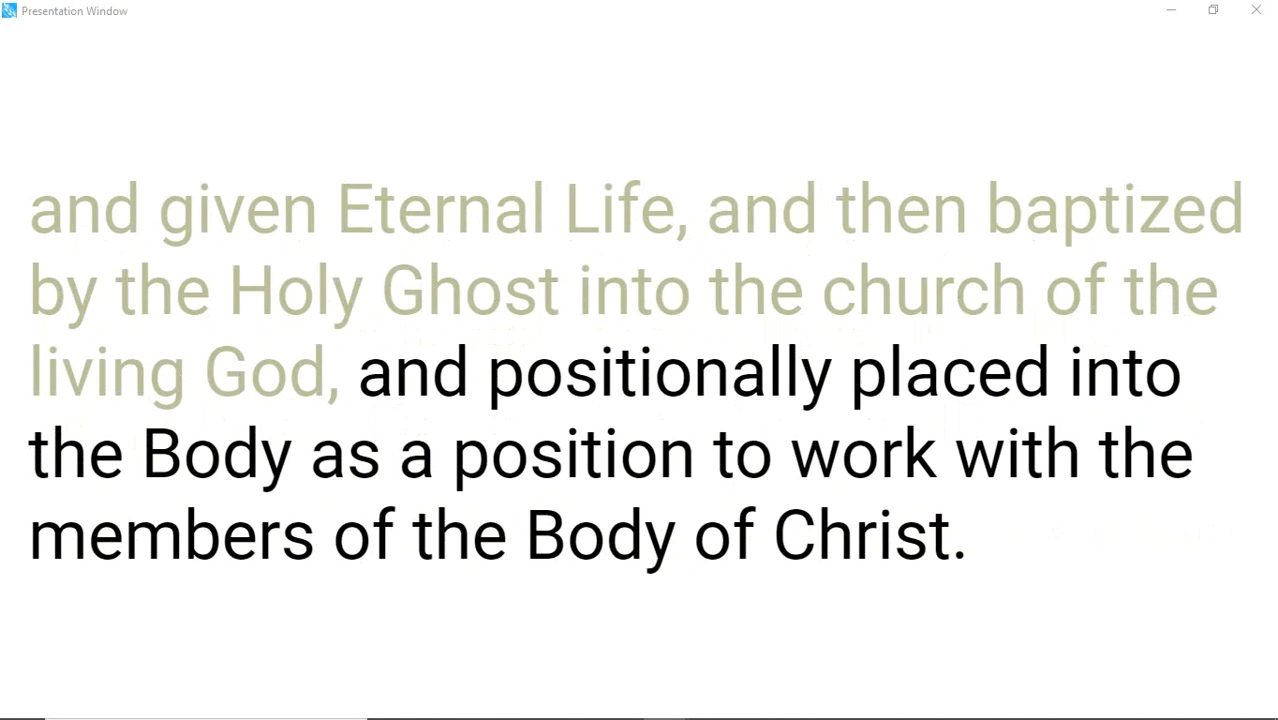 Presentation Window
and given Eternal Life, and then baptized
by the Holy Ghost into the church of the
living God, and positionally placed into
the Body as a position to work with the
members of the Body of Christ.